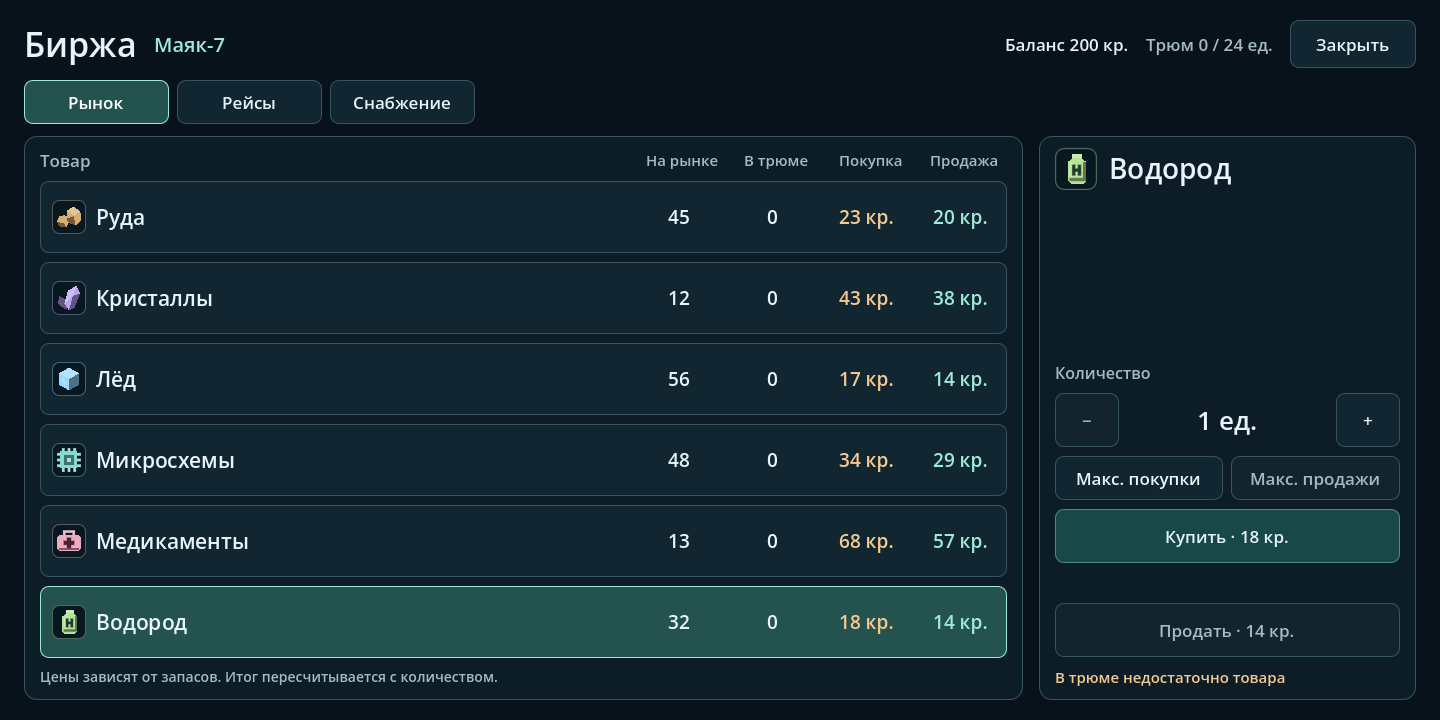 Биржа Маяк-7 Баланс 200 кр. Трюм 0 / 24 ед. Закрыть
Рынок Рейсы Снабжение
Товар На рынке В трюме Покупка Продажа
Руда 45 0 23 кр. 20 кр.
Кристаллы 12 0 43 кр. 38 кр.
Лёд 56 0 17 кр. 14 кр.
Микросхемы 48 0 34 кр. 29 кр.
Медикаменты 13 0 68 кр. 57 кр.
H Водород 32 0 18 кр. 14 кр.
Цены зависят от запасов. Итог пересчитывается с количеством.
H Водород
Количество
− 1 ед. +
Макс. покупки Макс. продажи
Купить · 18 кр.
Продать · 14 кр.
В трюме недостаточно товара